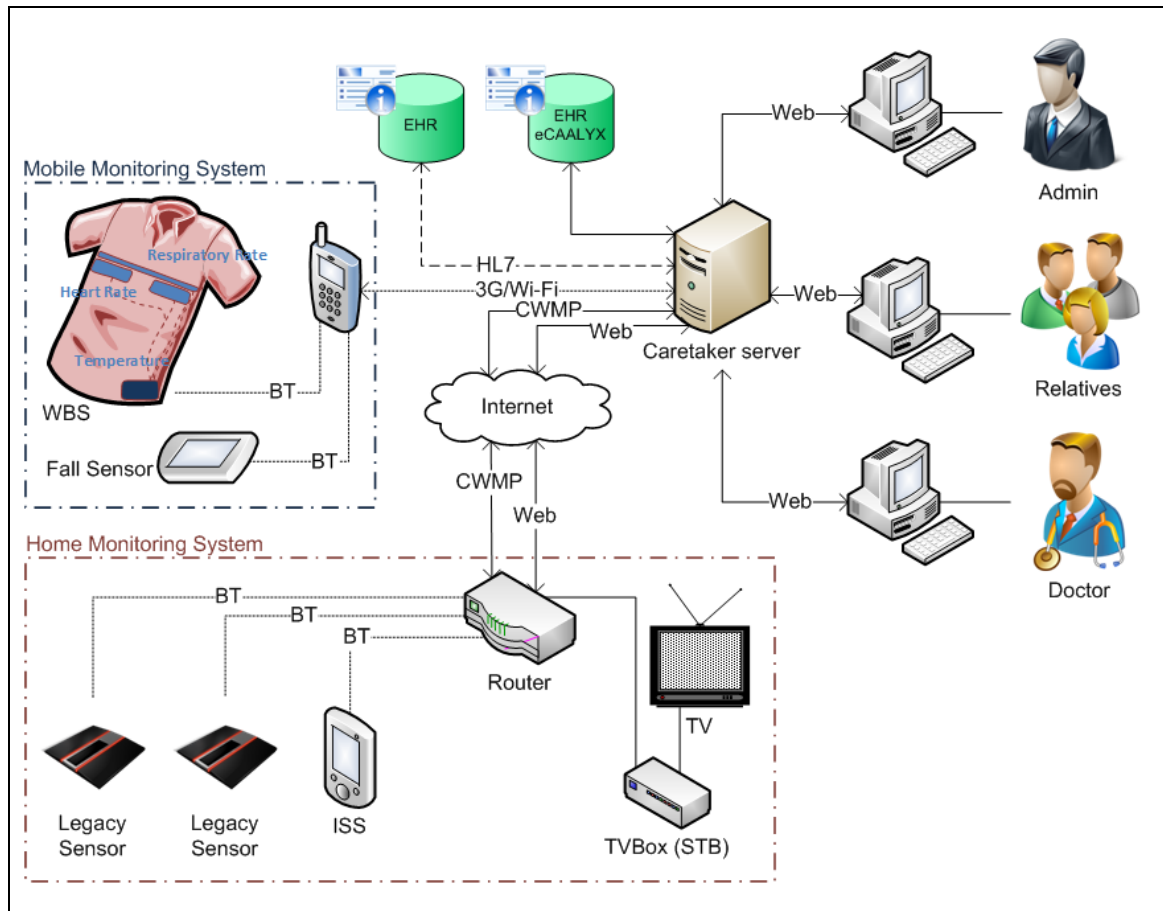 EHR
EHR
eCAALYX
Web
Admin
Mobile Monitoring System
Respiratory Rate
Heart Rate
Temperature
WBS
BT
Fall Sensor
BT
HL7
3G/Wi-Fi
CWMP
Web
Caretaker server
Web
Relatives
Internet
CWMP
Web
Web
Doctor
Home Monitoring System
BT
BT
BT
Router
TV
Legacy
Sensor
Legacy
Sensor
ISS
TVBox (STB)